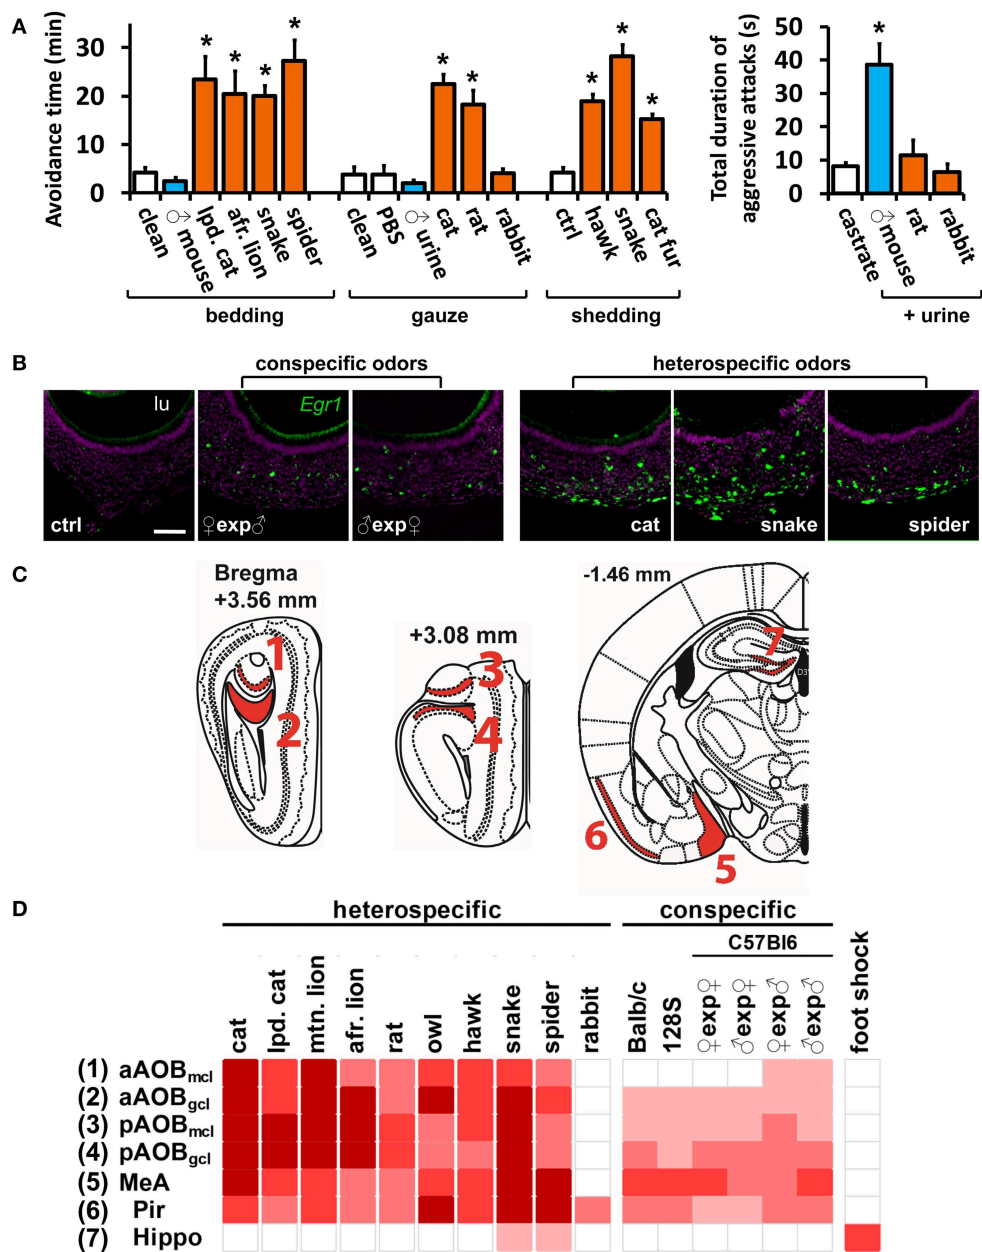 A
Avoidance time (min)
30
20
10
0
clean
♂ mouse
lpd. cat
afr. lion
snake
spider
bedding
clean
PBS
♂ urine
cat
rat
rabbit
gauze
ctrl
hawk
snake
cat fur
shedding
* * * * * * * * *
Total duration of
aggressive attacks (s)
50
40
30
20
10
0
*
castrate
♂ mouse
rat
rabbit
+ urine
B
conspecific odors
heterospecific odors
lu
Egr1
ctrl
♀exp♂
♂exp♀
cat
snake
spider
C
Bregma
+3.56 mm
1
2
+3.08 mm
3
4
-1.46 mm
7
6
5
D
heterospecific
conspecific
C57Bl6
cat
lpd. cat
mtn. lion
afr. lion
rat
owl
hawk
snake
spider
rabbit
Balb/c
128S
♀exp♀
♂exp♀
♀exp♂
♂exp♂
foot shock
(1) aAOBmcl
(2) aAOBgcl
(3) pAOBmcl
(4) pAOBgcl
(5) MeA
(6) Pir
(7) Hippo